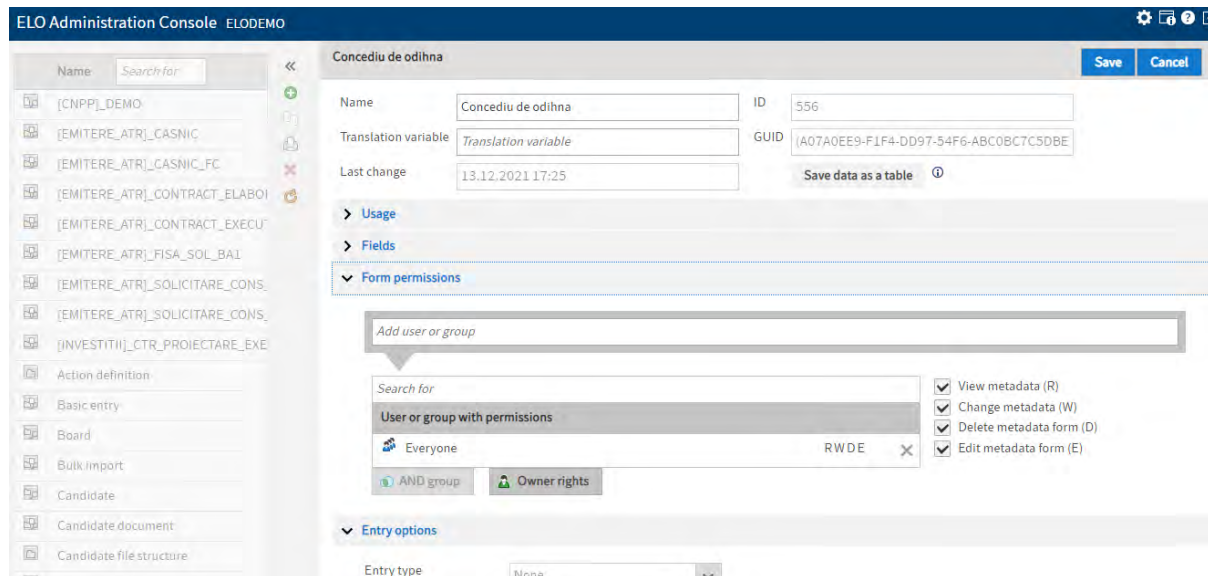 ELO Administration Console ELODEMO
Name Search for
[CNPP]_DEMO
[EMITERE_ATR]_CASNIC
[EMITERE_ATR]_CASNIC_FC
[EMITERE_ATR]_CONTRACT_ELABO
[EMITERE_ATR]_CONTRACT_EXECU
[EMITERE_ATR]_FISA_SOL_BA1
[EMITERE_ATR]_SOLICITARE_CONS_
[EMITERE_ATR]_SOLICITARE_CONS_
[INVESTITII]_CTR_PROIECTARE_EXE
Action definition
Basic entry
Board
Bulk import
Candidate
Candidate document
Candidate file structure
Concediu de odihna
Save Cancel
Name Concediu de odihna ID 556
Translation variable Translation variable GUID (A07A0EE9-F1F4-DD97-54F6-ABC0BC7C5DBE
Last change 13.12.2021 17:25 Save data as a table
Usage
Fields
Form permissions
Add user or group
Search for
User or group with permissions
Everyone RWDE
View metadata (R)
Change metadata (W)
Delete metadata form (D)
Edit metadata form (E)
AND group Owner rights
Entry options
Entry type None